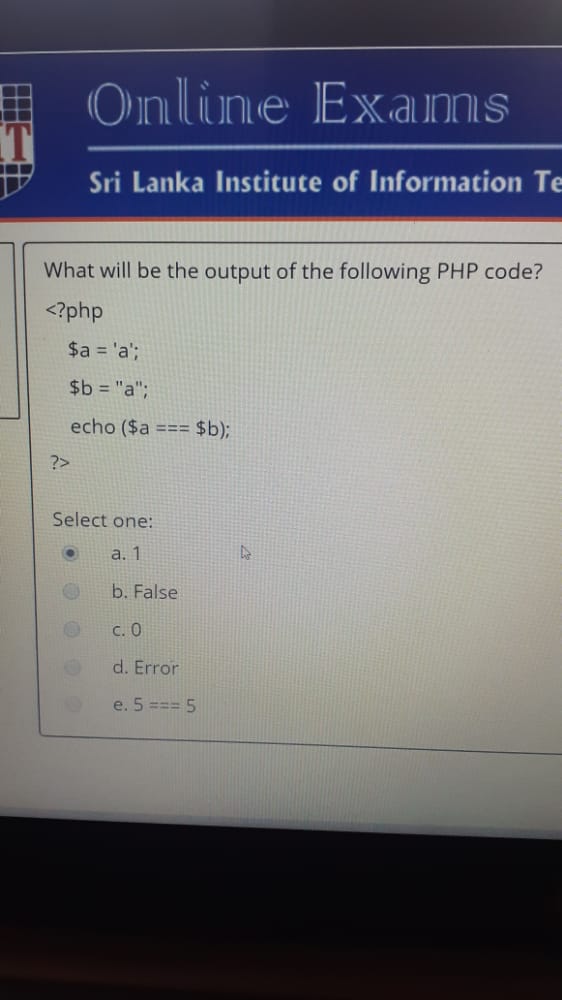 IT
Online Exams
Sri Lanka Institute of Information Te
What will be the output of the following PHP code?
<?php
$a = 'a';
$b = "a";
echo ($a === $b);
?>
Select one:
a. 1
b. False
c. 0
d. Error
e. 5 === 5